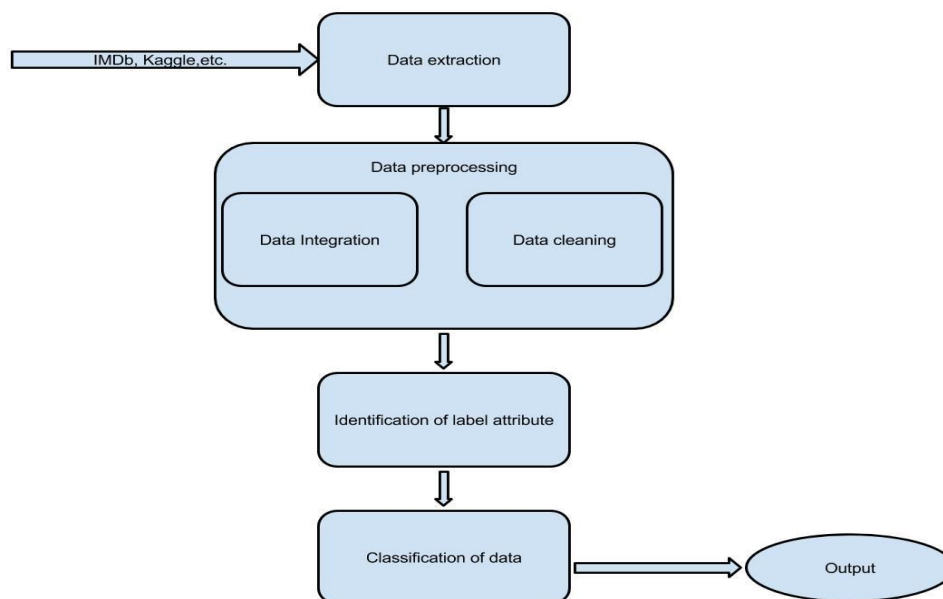 IMDb, Kaggle,etc.
Data extraction
Data preprocessing
Data Integration
Data cleaning
Identification of label attribute
Classification of data
Output